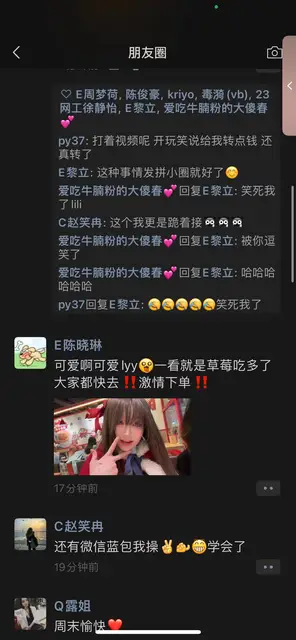 朋友圈
♡ E周梦荷, 陈俊豪, kriyo, 毒漪(vb), 23
网工徐静怡, E黎立, 爱吃牛腩粉的大傻春
💕
py37: 打着视频呢 开玩笑说给我转点钱 还
真转了
E黎立: 这种事情发拼小圈就好了😋
爱吃牛腩粉的大傻春💕回复E黎立: 笑死我
了lili
C赵笑冉: 这个我更是跪着接🎮🎮🎮
爱吃牛腩粉的大傻春💕回复E黎立: 被你逗
笑了
爱吃牛腩粉的大傻春💕回复E黎立: 哈哈哈
哈哈哈哈
py37回复E黎立: 😂😂😂😂😂笑死我了
E陈晓琳
可爱啊可爱lyy😮一看就是草莓吃多了
大家都快去‼️激情下单‼️
17分钟前
C赵笑冉
还有微信蓝包我操✌️🫰😁学会了
19分钟前
Q露姐
周末愉快❤️